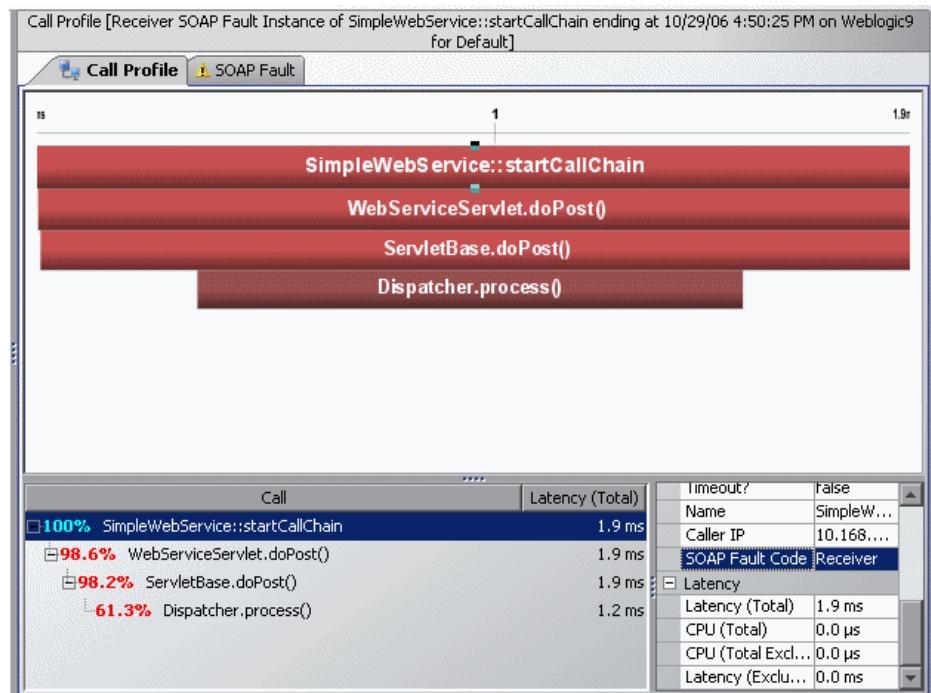 Call Profile [Receiver SOAP Fault Instance of SimpleWebService::startCallChain ending at 10/29/06 4:50:25 PM on Weblogic9
for Default]
Call Profile SOAP Fault
ns 1 1.9
SimpleWebService::startCallChain
WebServiceServlet.doPost()
ServletBase.doPost()
Dispatcher.process()
Call Latency (Total)
100% SimpleWebService::startCallChain 1.9 ms
98.6% WebServiceServlet.doPost() 1.9 ms
98.2% ServletBase.doPost() 1.9 ms
61.3% Dispatcher.process() 1.2 ms
Timeout? False
Name SimpleW...
Caller IP 10.168....
SOAP Fault Code Receiver
Latency
Latency (Total) 1.9 ms
CPU (Total) 0.0 µs
CPU (Total Excl... 0.0 µs
Latency (Exclu... 0.0 ms